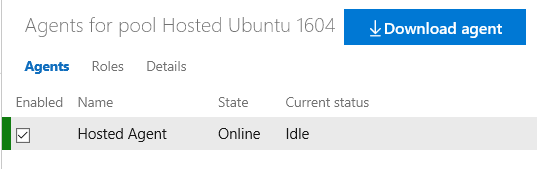 Agents for pool Hosted Ubuntu 1604
Download agent
Agents Roles Details
Enabled Name State Current status
Hosted Agent Online Idle